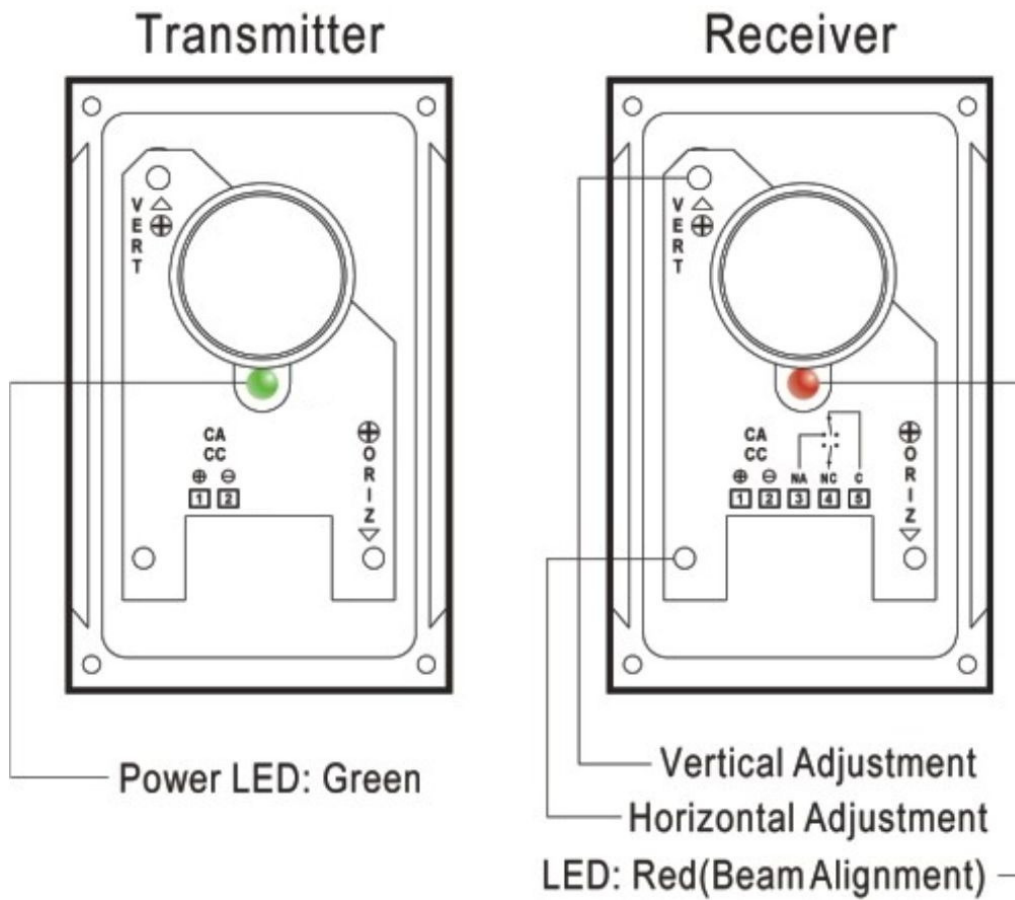 Transmitter
VERT
CA
CC
⊕ ⊖
1 2
ORIZ
Power LED: Green
Receiver
VERT
CA
CC
⊕ ⊖ NA NC C
1 2 3 4 5
ORIZ
Vertical Adjustment
Horizontal Adjustment
LED: Red(Beam Alignment)